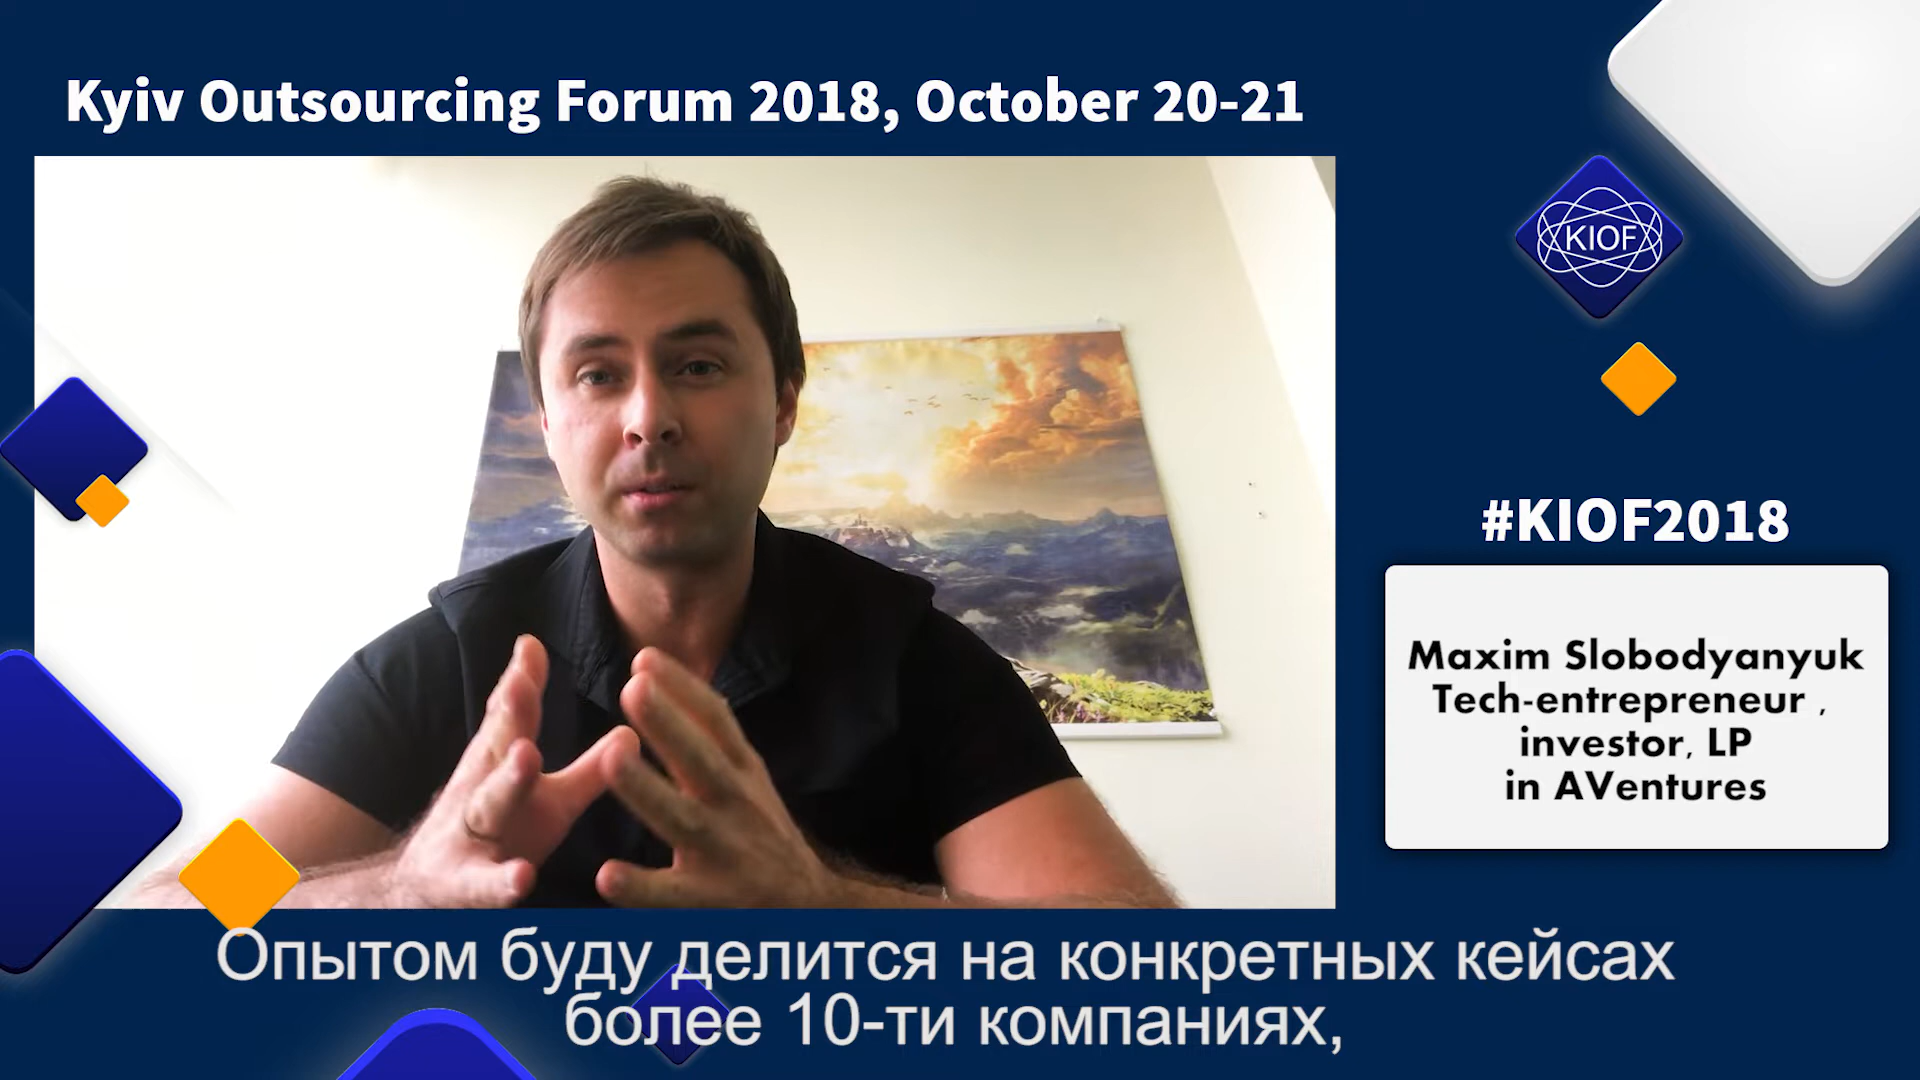 Kyiv Outsourcing Forum 2018, October 20-21
KIOF
#KIOF2018
Maxim Slobodyanyuk
Tech-entrepreneur ,
investor, LP
in AVentures
Опытом буду делится на конкретных кейсах
более 10-ти компаниях,